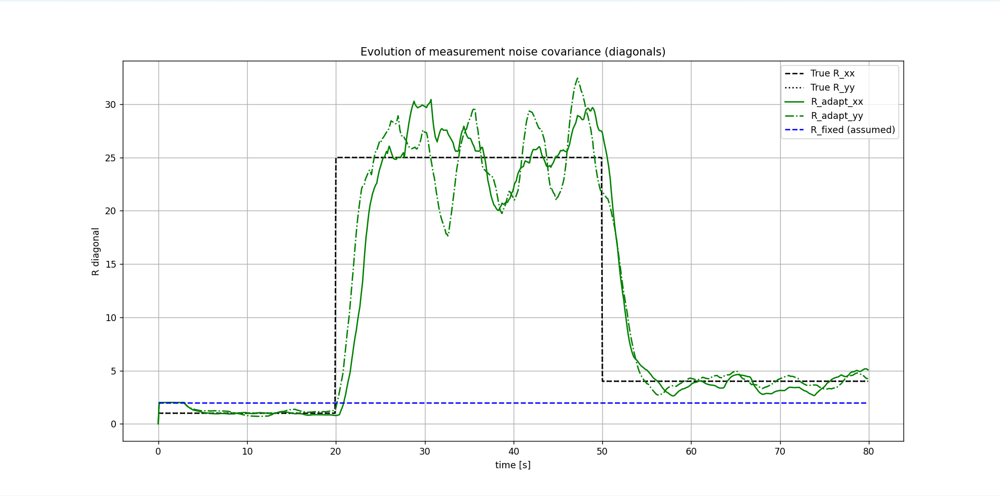 Evolution of measurement noise covariance (diagonals)
True R_xx
True R_yy
R_adapt_xx
R_adapt_yy
R_fixed (assumed)
30
25
20
15
10
5
0
R diagonal
0 10 20 30 40 50 60 70 80
time [s]